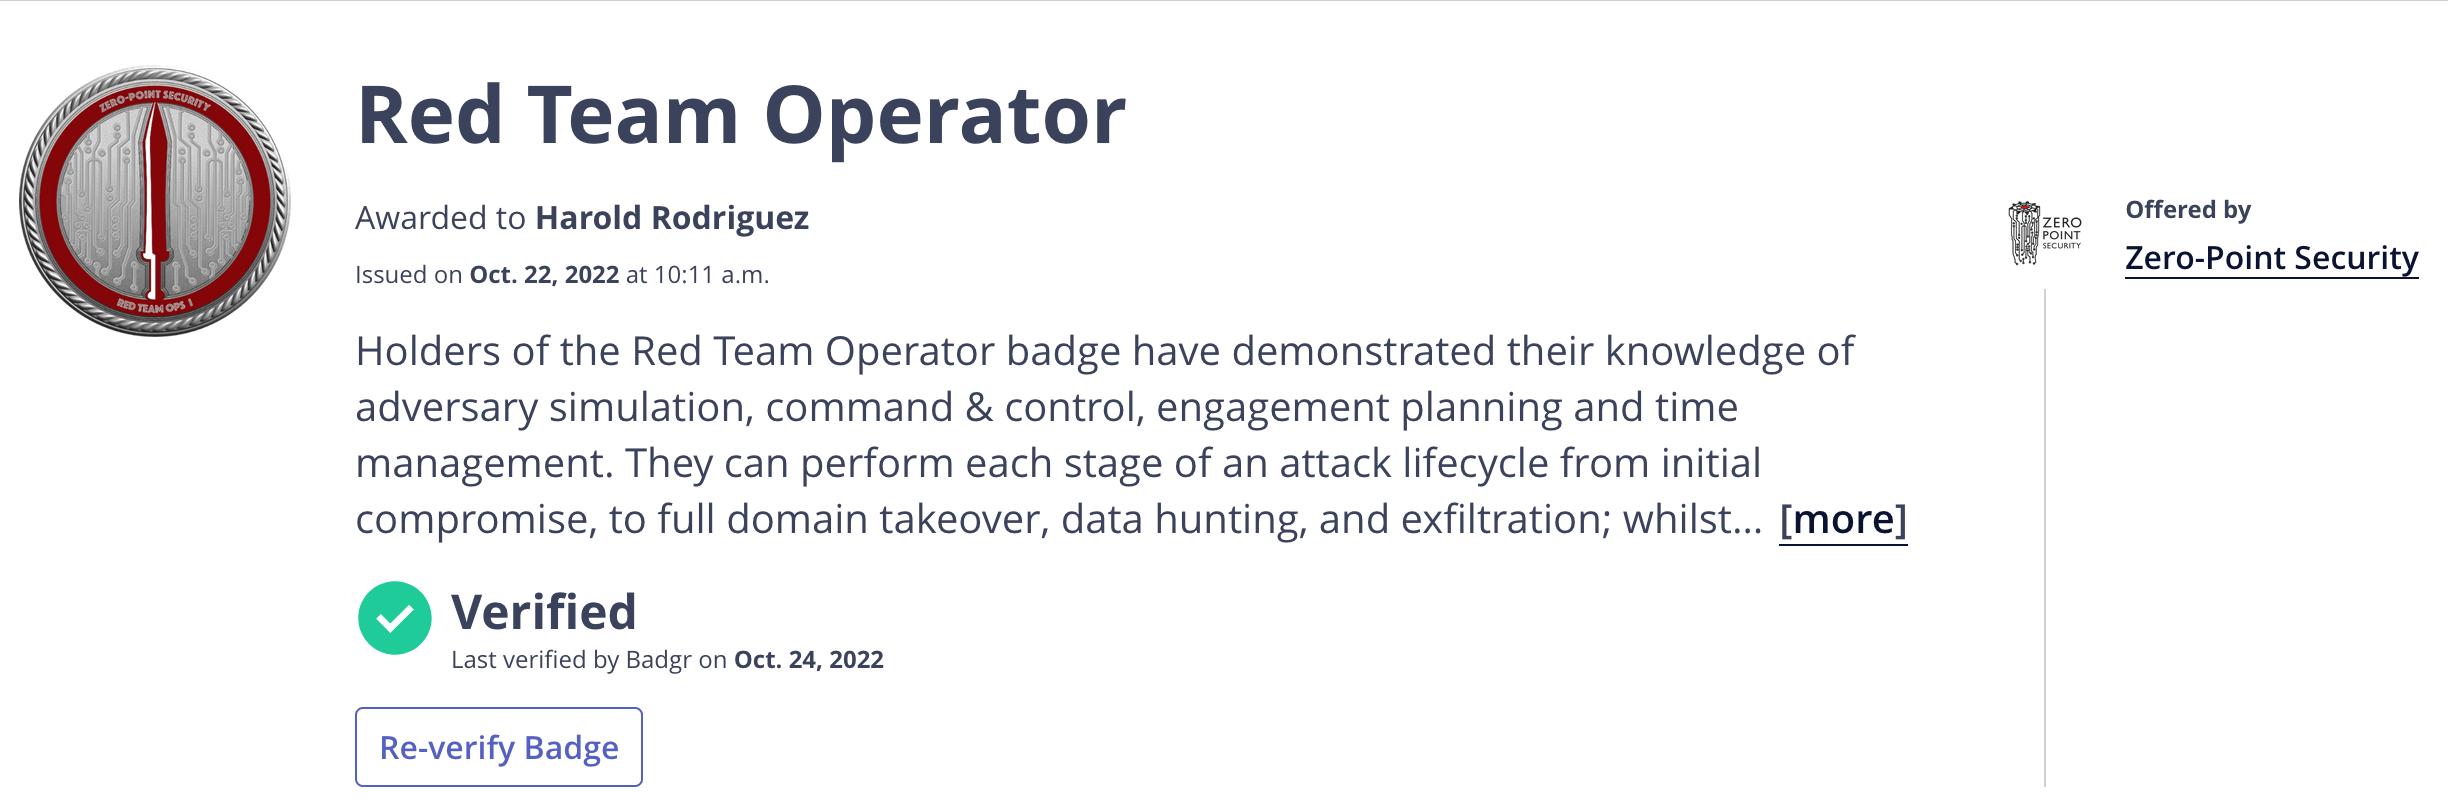 ZERO-POINT SECURITY
RED TEAM OPS I
Red Team Operator
Awarded to Harold Rodriguez
Issued on Oct. 22, 2022 at 10:11 a.m.
Holders of the Red Team Operator badge have demonstrated their knowledge of
adversary simulation, command & control, engagement planning and time
management. They can perform each stage of an attack lifecycle from initial
compromise, to full domain takeover, data hunting, and exfiltration; whilst... [more]
Verified
Last verified by Badgr on Oct. 24, 2022
Re-verify Badge
ZERO
POINT
SECURITY
Offered by
Zero-Point Security